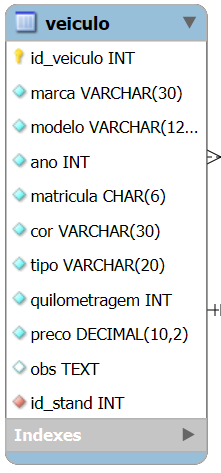 veiculo
id_veiculo INT
marca VARCHAR(30)
modelo VARCHAR(12...
ano INT
matricula CHAR(6)
cor VARCHAR(30)
tipo VARCHAR(20)
quilometragem INT
preco DECIMAL(10,2)
obs TEXT
id_stand INT
Indexes